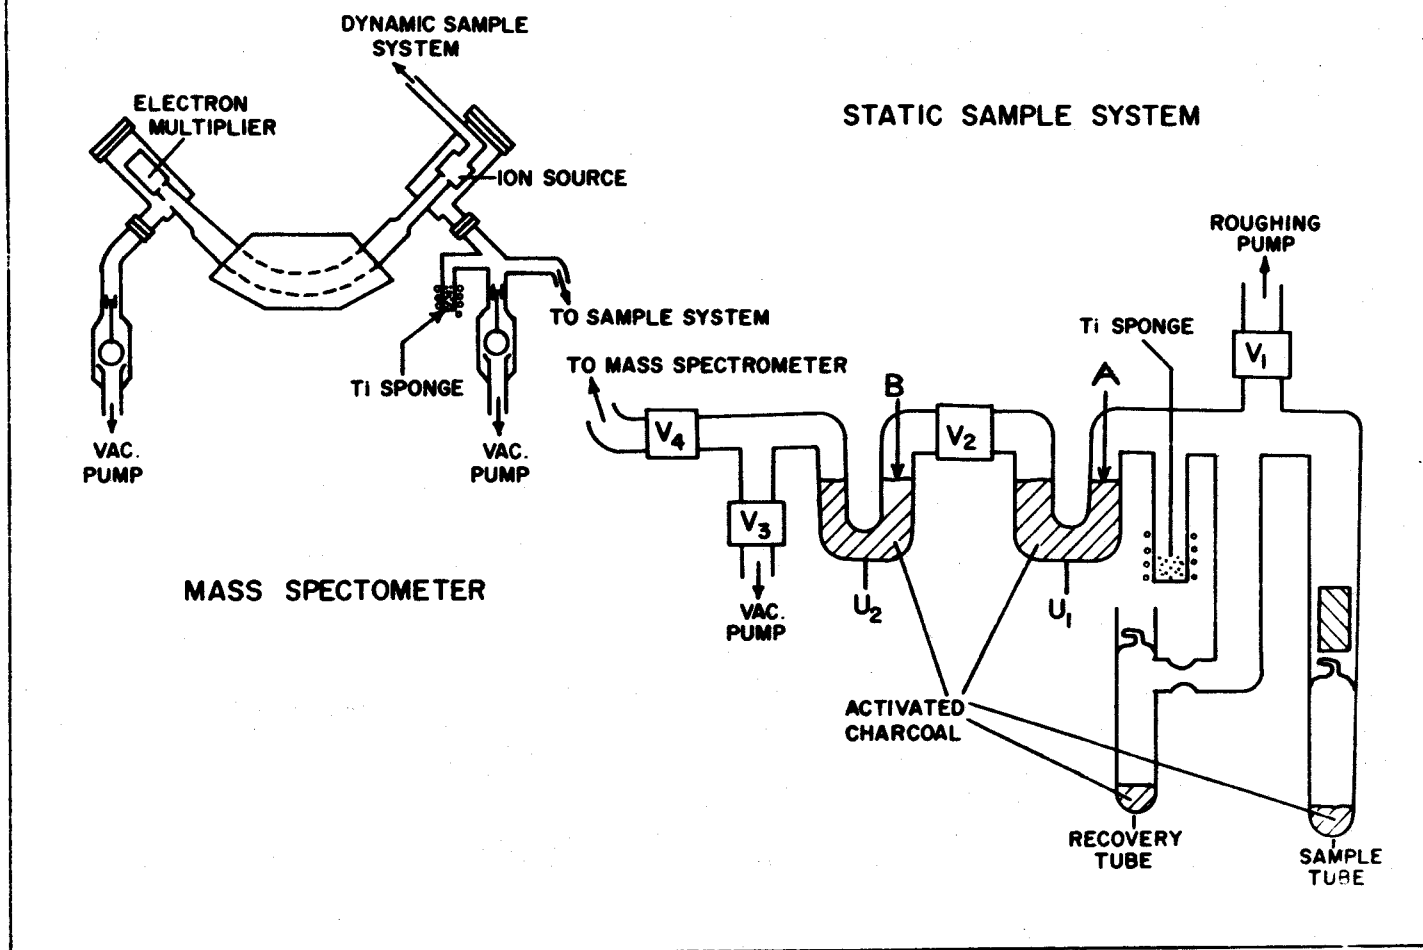 DYNAMIC SAMPLE
SYSTEM
ELECTRON
MULTIPLIER
ION SOURCE
TO SAMPLE SYSTEM
Ti SPONGE
VAC.
PUMP
VAC.
PUMP
MASS SPECTOMETER
STATIC SAMPLE SYSTEM
ROUGHING
PUMP
V1
Ti SPONGE
TO MASS SPECTROMETER
B
A
V4
V2
V3
VAC.
PUMP
U2
U1
ACTIVATED
CHARCOAL
RECOVERY
TUBE
SAMPLE
TUBE